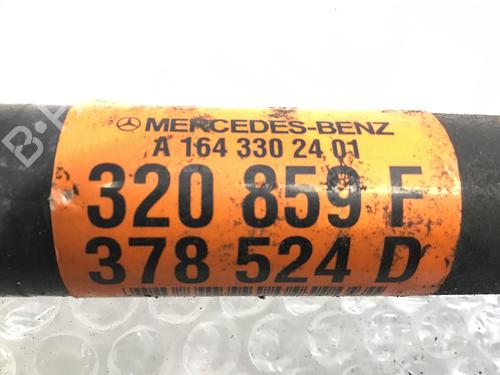 MERCEDES-BENZ
A 164 330 24 01
320 859 F
378 524 D